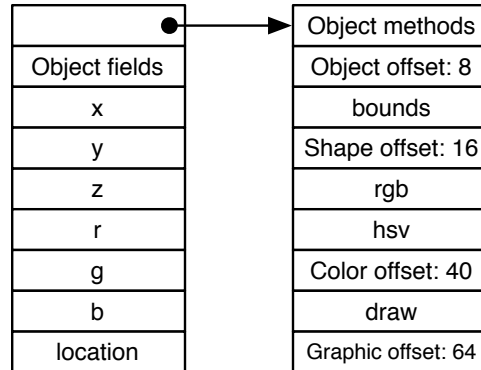 Object methods
Object fields
Object offset: 8
x
bounds
y
Shape offset: 16
z
rgb
r
hsv
g
Color offset: 40
b
draw
location
Graphic offset: 64